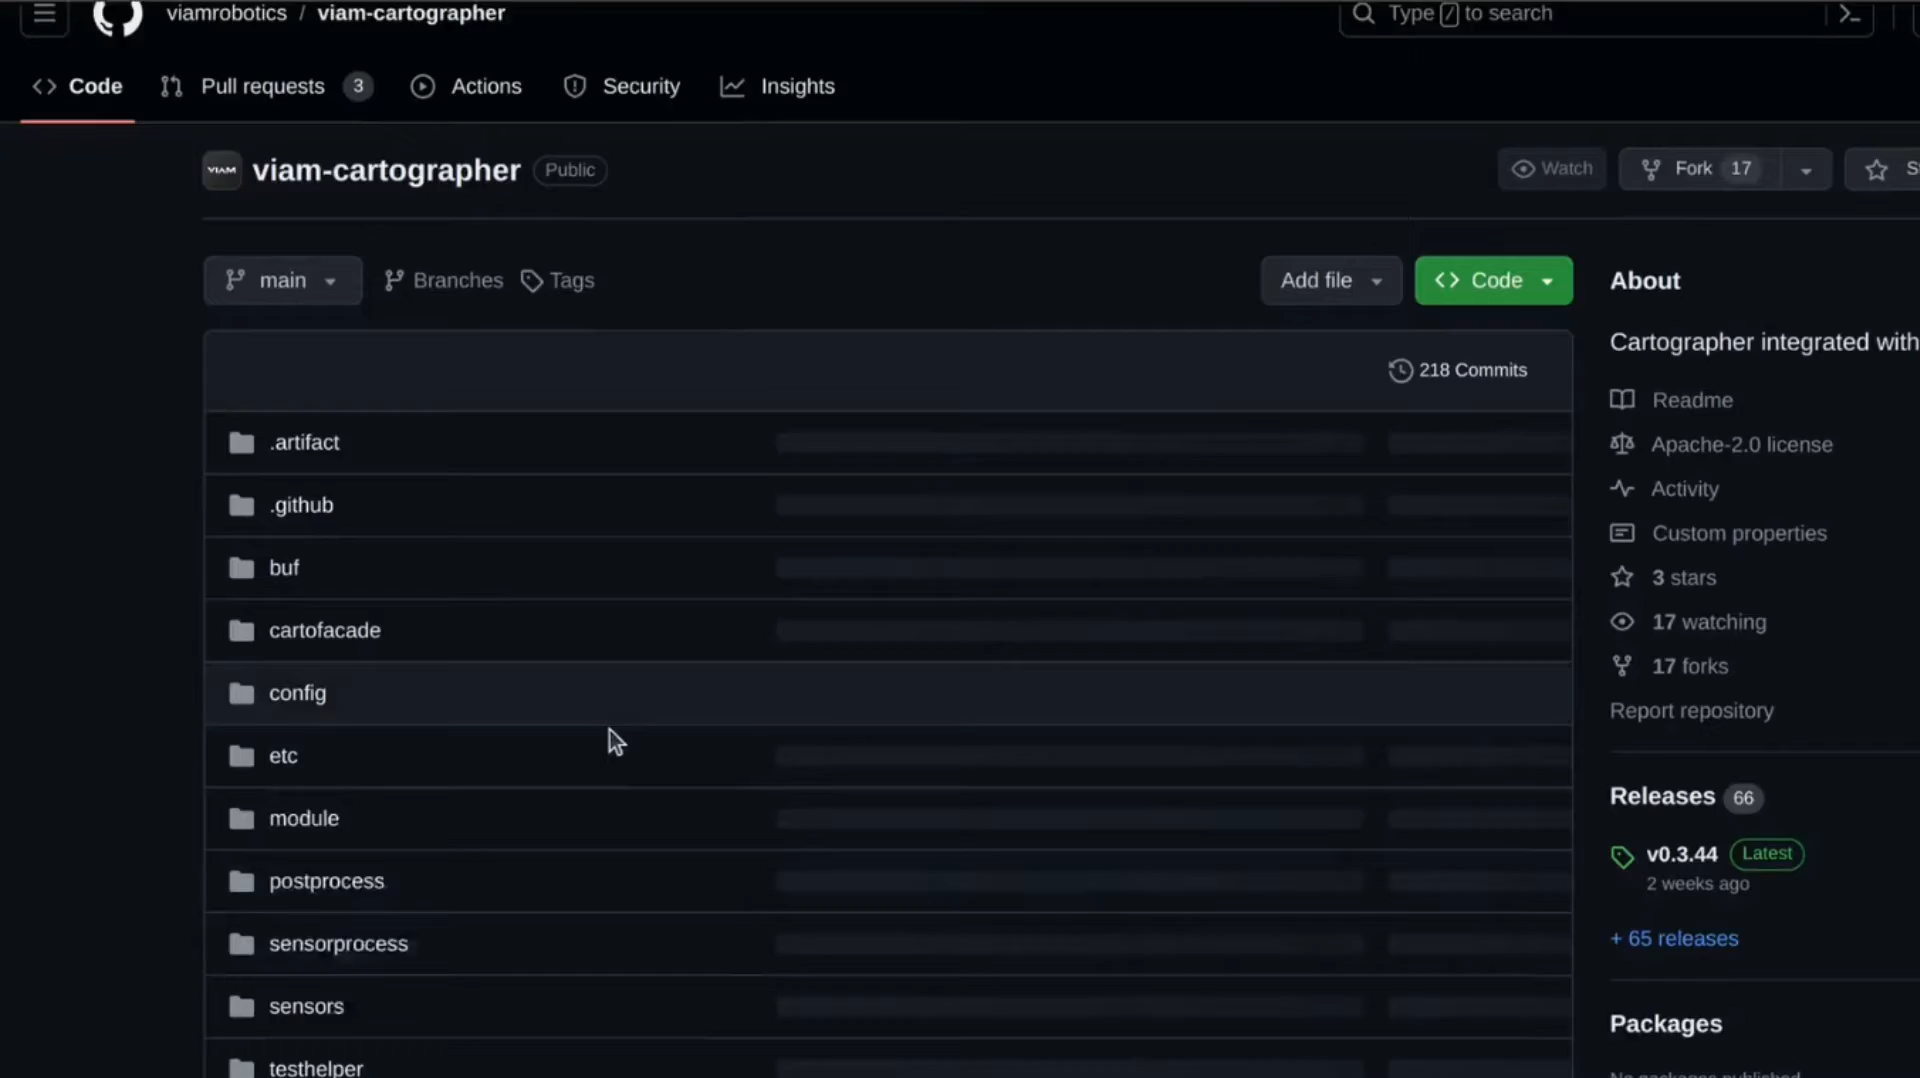 viamrobotics / viam-cartographer
Type / to search
Code
Pull requests 3
Actions
Security
Insights
VIAM
viam-cartographer
Public
Watch
Fork 17
main
Branches
Tags
Add file
Code
218 Commits
.artifact
.github
buf
cartofacade
config
etc
module
postprocess
sensorprocess
sensors
testhelper
About
Cartographer integrated with
Readme
Apache-2.0 license
Activity
Custom properties
3 stars
17 watching
17 forks
Report repository
Releases 66
v0.3.44 Latest
2 weeks ago
+ 65 releases
Packages